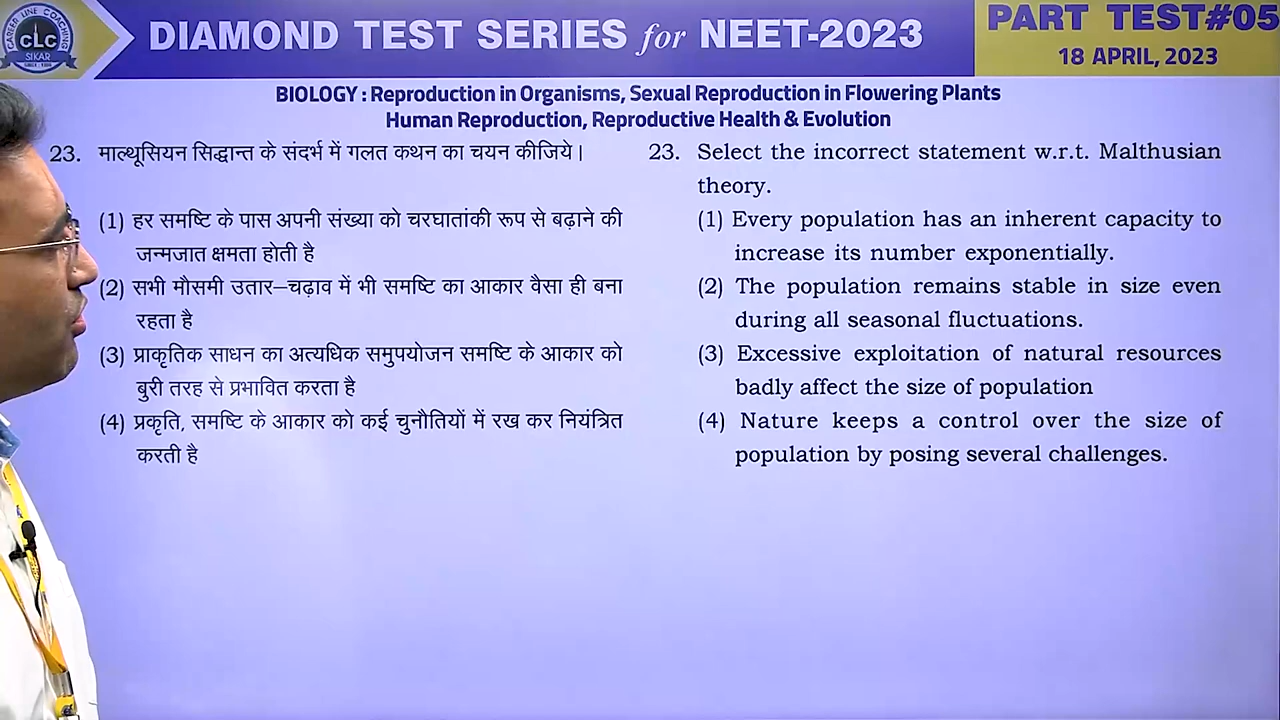 CAREER LINE COACHING
CLC
SIKAR
DIAMOND TEST SERIES for NEET-2023
PART TEST#05
18 APRIL, 2023
BIOLOGY : Reproduction in Organisms, Sexual Reproduction in Flowering Plants
Human Reproduction, Reproductive Health & Evolution
23. माल्थूसियन सिद्धान्त के संदर्भ में गलत कथन का चयन कीजिये।
(1) हर समष्टि के पास अपनी संख्या को चरघातांकी रूप से बढ़ाने की
जन्मजात क्षमता होती है
(2) सभी मौसमी उतार–चढ़ाव में भी समष्टि का आकार वैसा ही बना
रहता है
(3) प्राकृतिक साधन का अत्यधिक समुपयोजन समष्टि के आकार को
बुरी तरह से प्रभावित करता है
(4) प्रकृति, समष्टि के आकार को कई चुनौतियों में रख कर नियंत्रित
करती है
23. Select the incorrect statement w.r.t. Malthusian
theory.
(1) Every population has an inherent capacity to
increase its number exponentially.
(2) The population remains stable in size even
during all seasonal fluctuations.
(3) Excessive exploitation of natural resources
badly affect the size of population
(4) Nature keeps a control over the size of
population by posing several challenges.